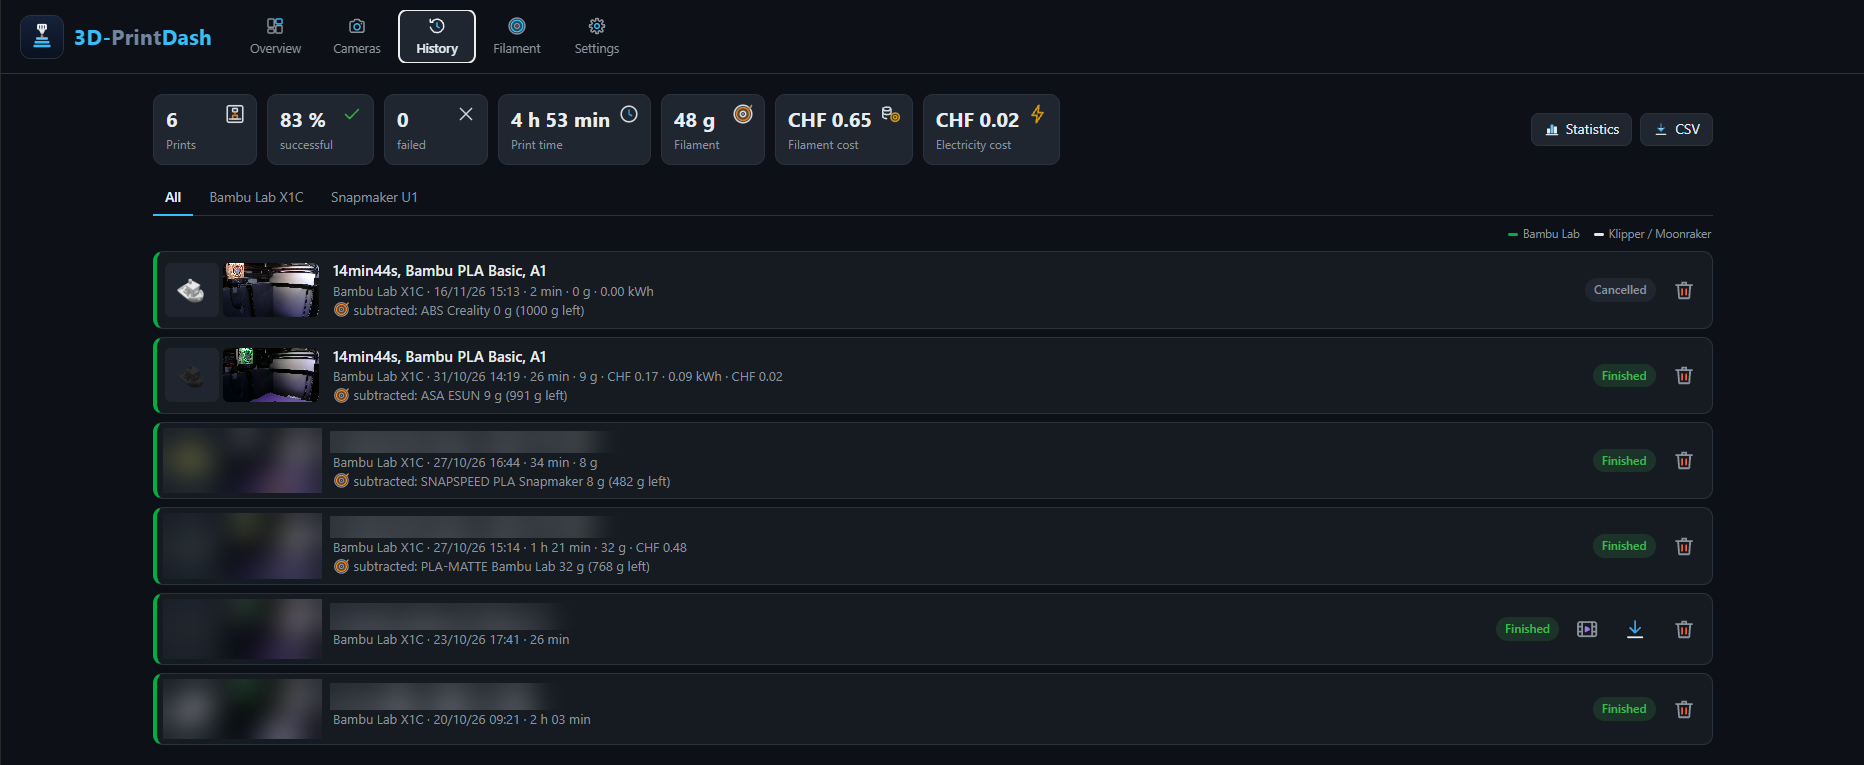 3D-PrintDash
Overview
Cameras
History
Filament
Settings
6
Prints
83 %
successful
0
failed
4 h 53 min
Print time
48 g
Filament
CHF 0.65
Filament cost
CHF 0.02
Electricity cost
Statistics
CSV
All
Bambu Lab X1C
Snapmaker U1
Bambu Lab
Klipper / Moonraker
14min44s, Bambu PLA Basic, A1
Bambu Lab X1C · 16/11/26 15:13 · 2 min · 0 g · 0.00 kWh
subtracted: ABS Creality 0 g (1000 g left)
Cancelled
14min44s, Bambu PLA Basic, A1
Bambu Lab X1C · 31/10/26 14:19 · 26 min · 9 g · CHF 0.17 · 0.09 kWh · CHF 0.02
subtracted: ASA ESUN 9 g (991 g left)
Finished
Bambu Lab X1C · 27/10/26 16:44 · 34 min · 8 g
subtracted: SNAPSPEED PLA Snapmaker 8 g (482 g left)
Finished
Bambu Lab X1C · 27/10/26 15:14 · 1 h 21 min · 32 g · CHF 0.48
subtracted: PLA-MATTE Bambu Lab 32 g (768 g left)
Finished
Bambu Lab X1C · 23/10/26 17:41 · 26 min
Finished
Bambu Lab X1C · 20/10/26 09:21 · 2 h 03 min
Finished